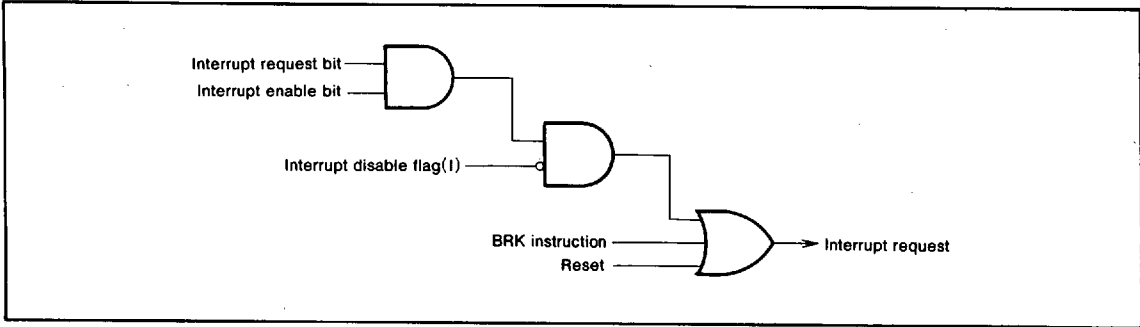 Interrupt request bit
Interrupt enable bit
Interrupt disable flag(I)
BRK instruction
Reset
Interrupt request